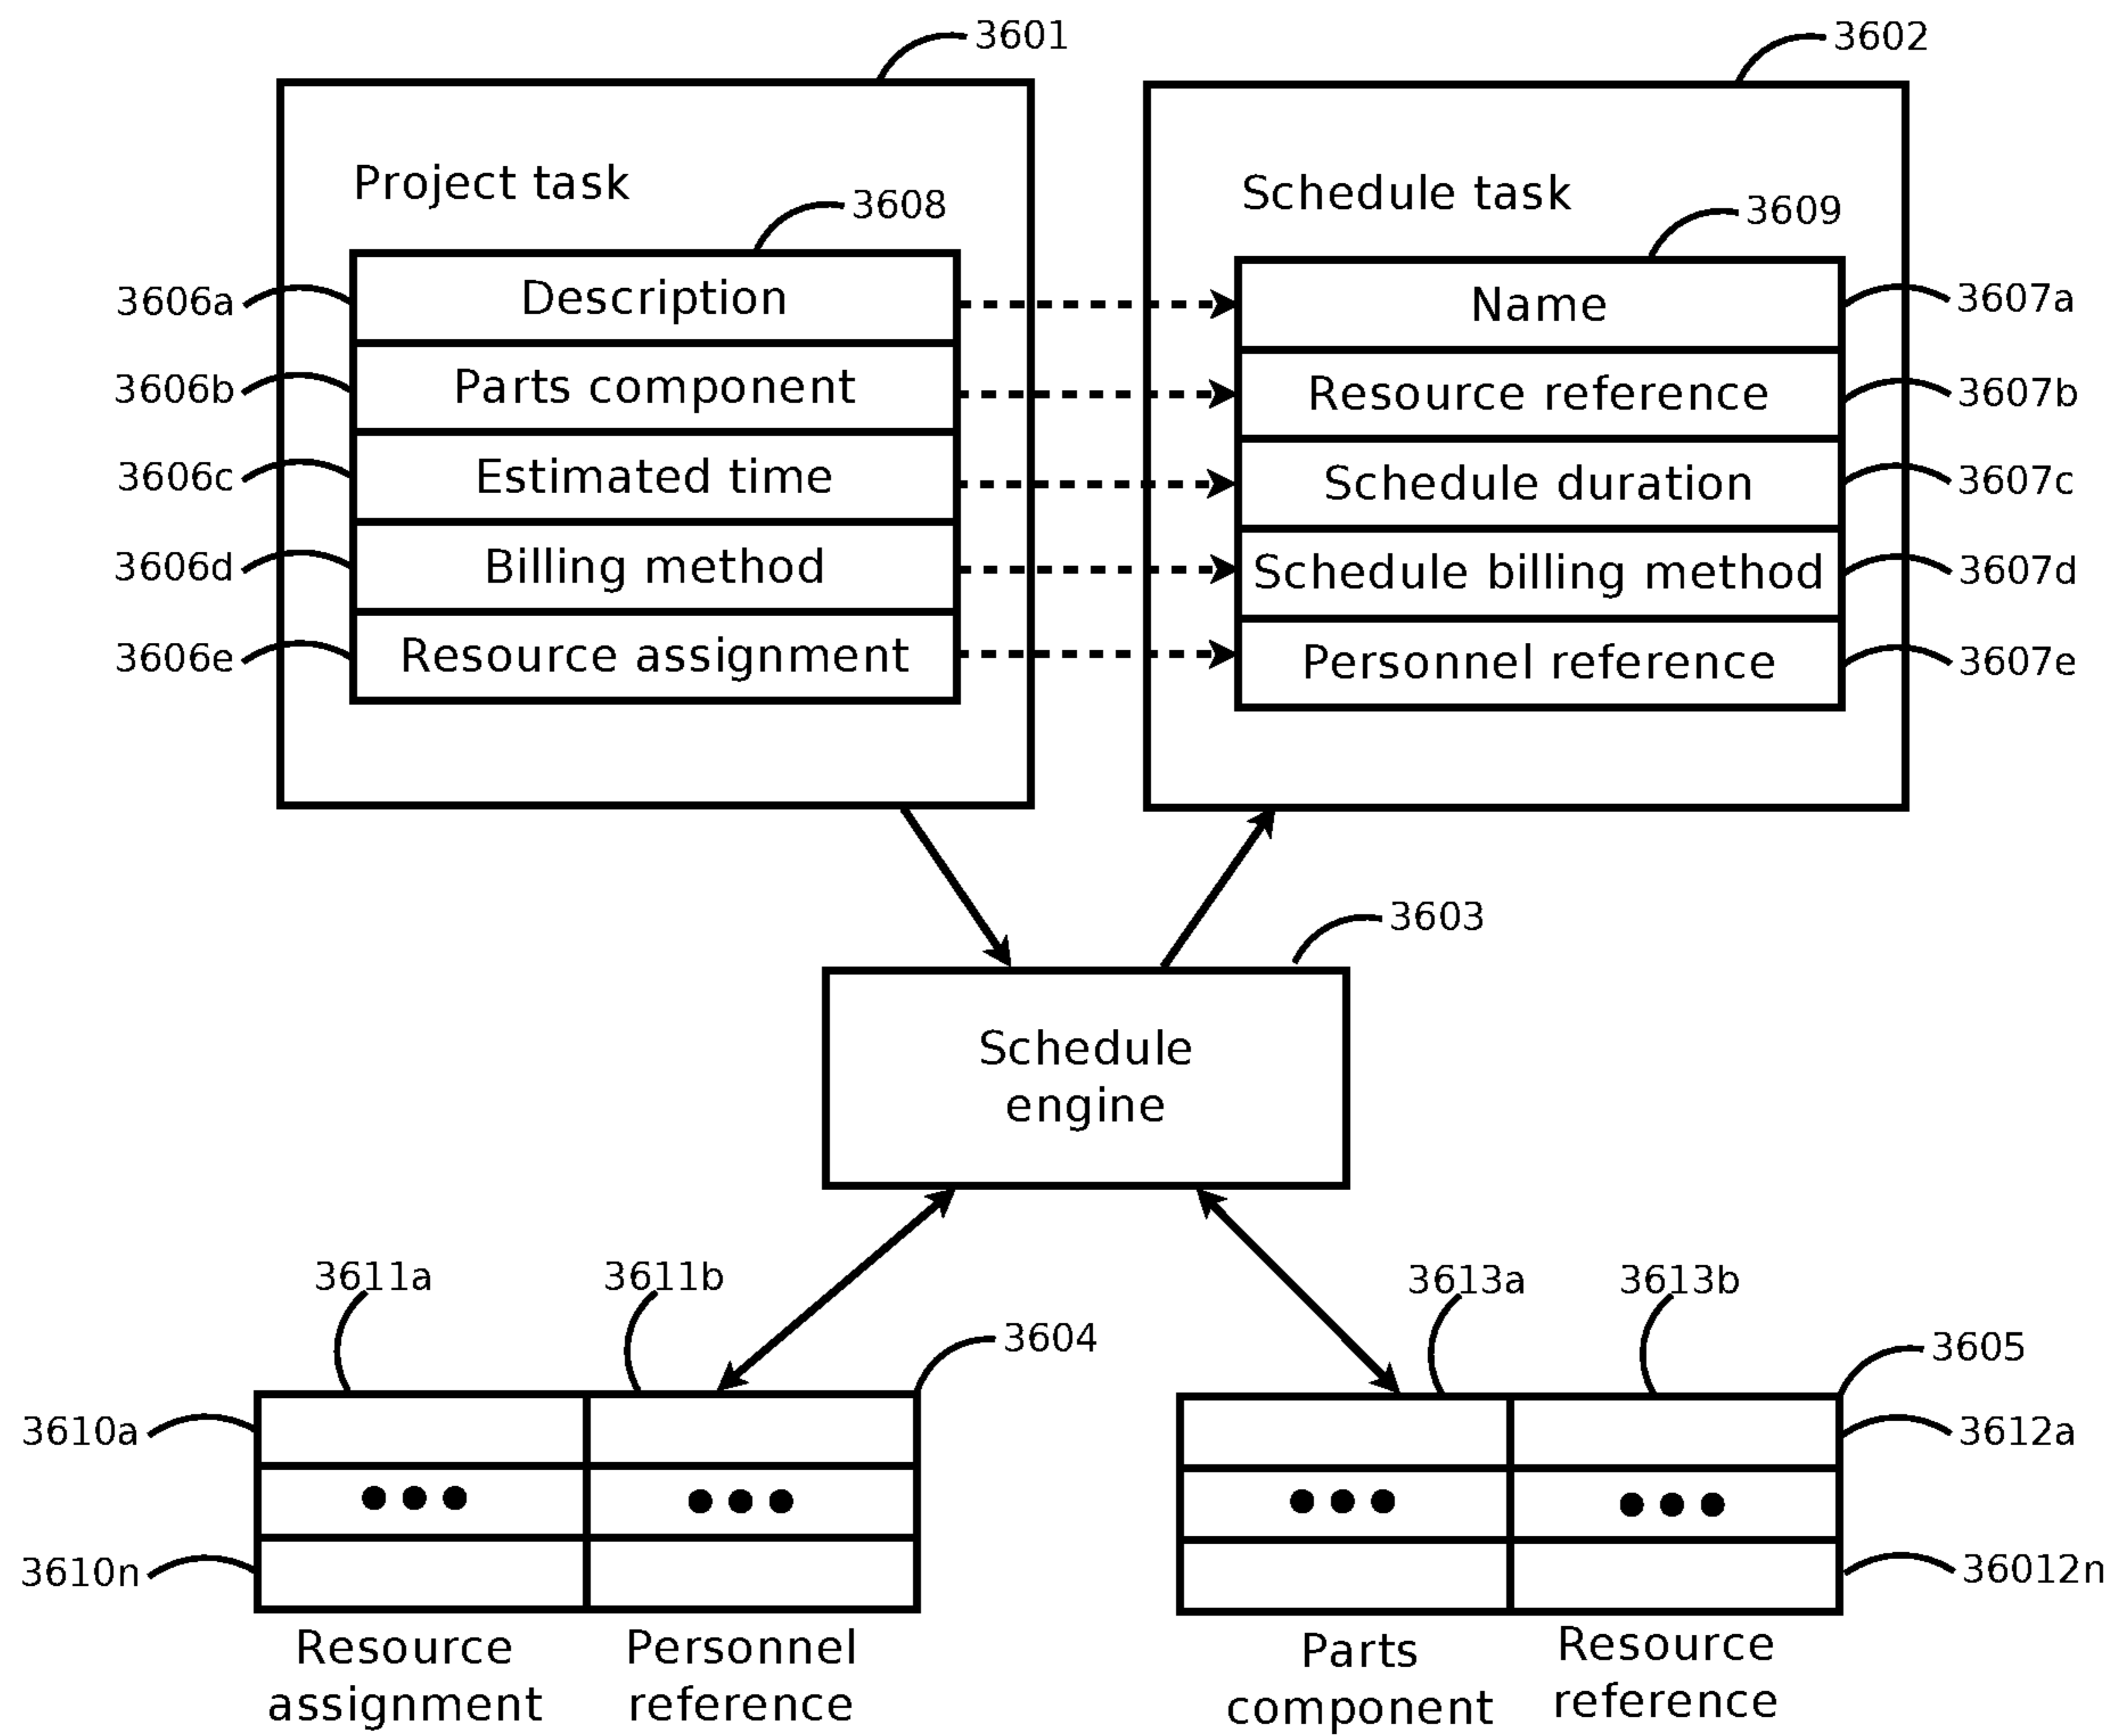 3601
3602
Project task
3608
Schedule task
3609
3606a
Description
Name
3607a
3606b
Parts component
Resource reference
3607b
3606c
Estimated time
Schedule duration
3607c
3606d
Billing method
Schedule billing method
3607d
3606e
Resource assignment
Personnel reference
3607e
3603
Schedule
engine
3611a
3611b
3604
3613a
3613b
3605
3610a
3612a
3610n
36012n
Resource
assignment
Personnel
reference
Parts
component
Resource
reference